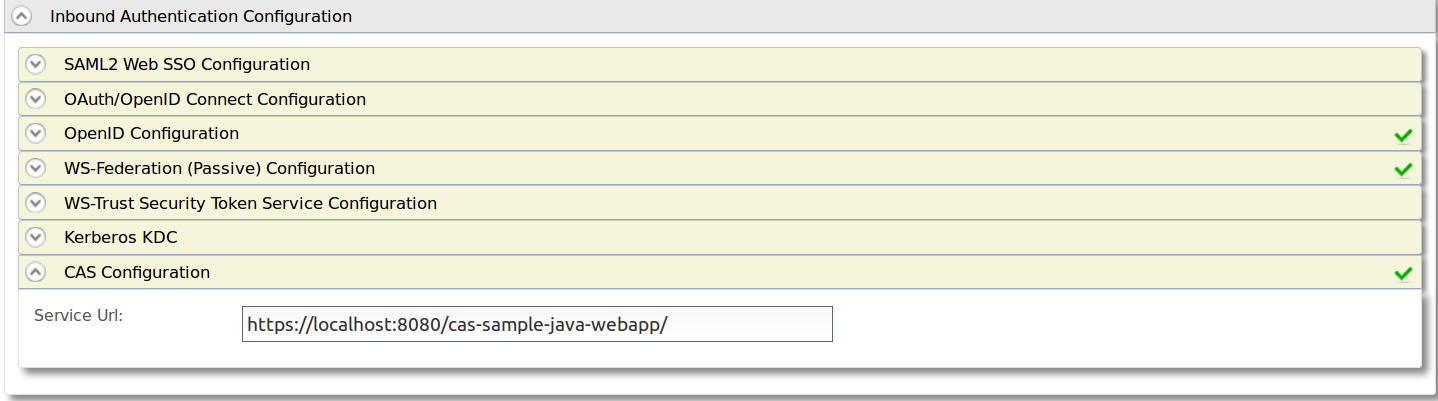 Inbound Authentication Configuration
SAML2 Web SSO Configuration
OAuth/OpenID Connect Configuration
OpenID Configuration
WS-Federation (Passive) Configuration
WS-Trust Security Token Service Configuration
Kerberos KDC
CAS Configuration
Service Url: https://localhost:8080/cas-sample-java-webapp/